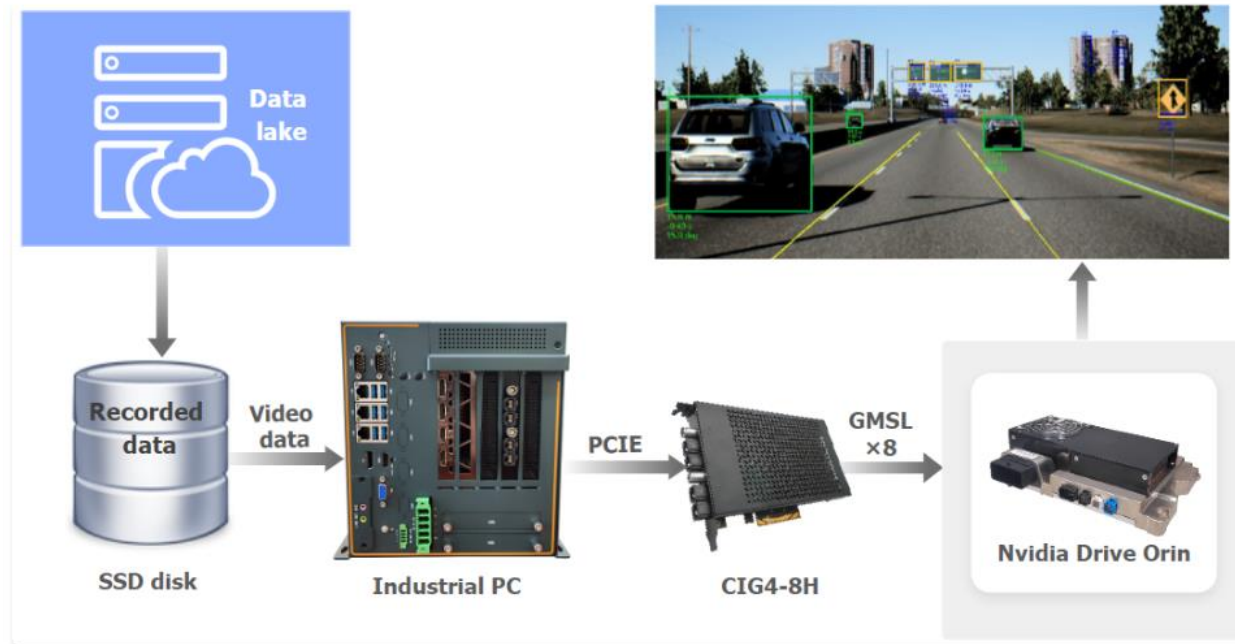 Data
lake
Recorded
data
Video
data
PCIE
GMSL
×8
SSD disk
Industrial PC
CIG4-8H
Nvidia Drive Orin